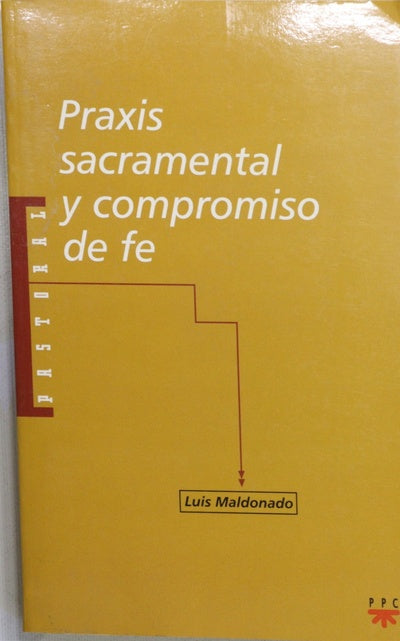 Praxis
sacramental
y compromiso
de fe
PASTORAL
Luis Maldonado
PPC